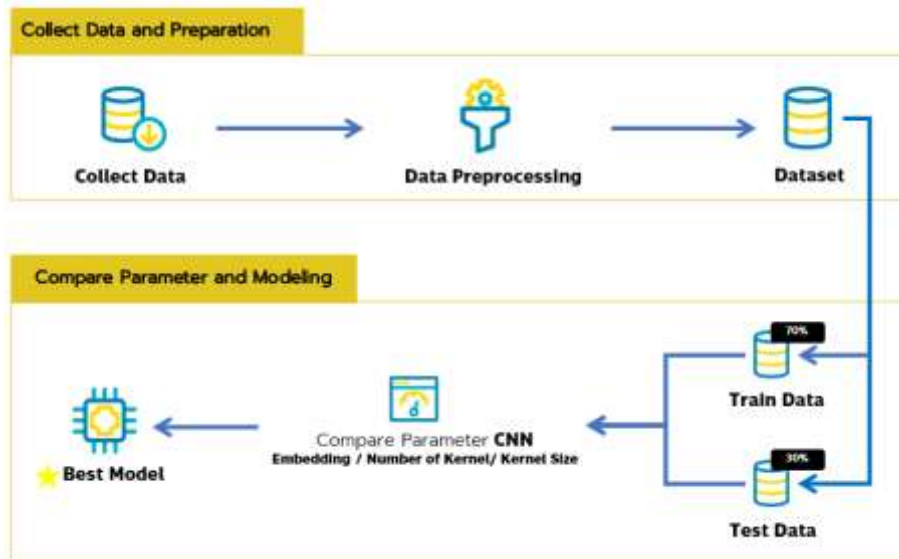 Collect Data and Preparation
Collect Data
Data Preprocessing
Dataset
Compare Parameter and Modeling
70%
Train Data
Compare Parameter CNN
Embedding / Number of Kernel/ Kernel Size
Best Model
30%
Test Data